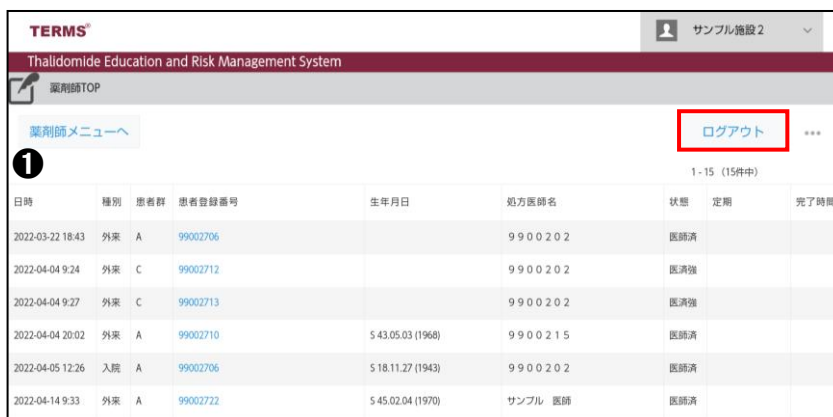 TERMS®
サンプル施設2
Thalidomide Education and Risk Management System
薬剤師TOP
薬剤師メニューへ
ログアウト
❶
1 - 15 (15件中)
日時 種別 患者群 患者登録番号 生年月日 処方医師名 状態 定期 完了時間
2022-03-22 18:43 外来 A 99002706 9900202 医師済
2022-04-04 9:24 外来 C 99002712 9900202 医済強
2022-04-04 9:27 外来 C 99002713 9900202 医済強
2022-04-04 20:02 外来 A 99002710 S 43.05.03 (1968) 9900215 医師済
2022-04-05 12:26 入院 A 99002706 S 18.11.27 (1943) 9900202 医師済
2022-04-14 9:33 外来 A 99002722 S 45.02.04 (1970) サンプル 医師 医師済